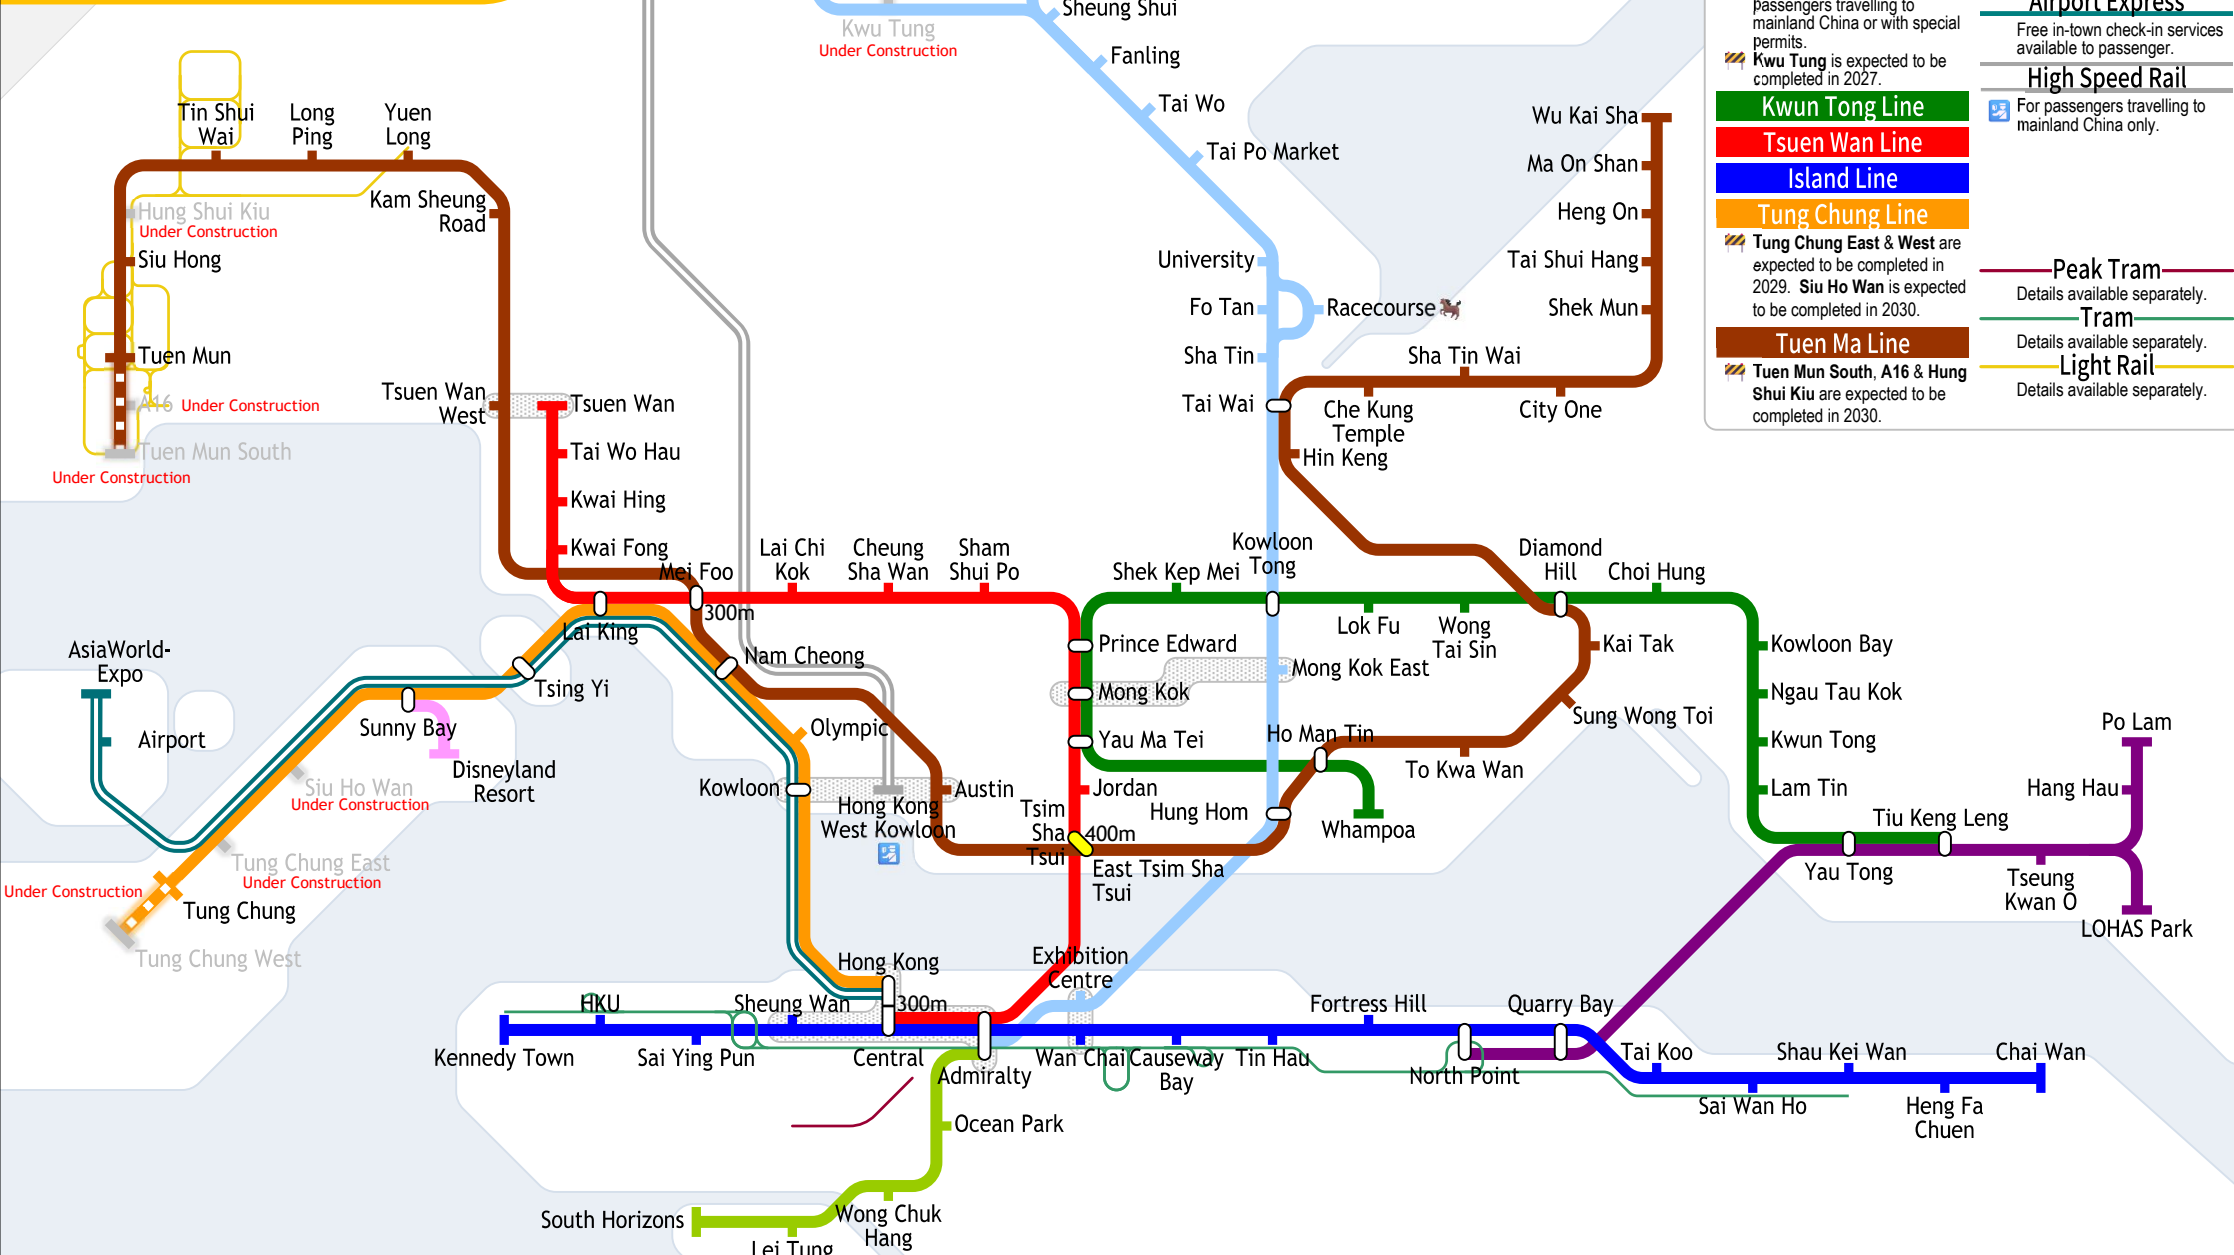 Sheung Shui
Kwu Tung
Under Construction
Fanling
Tai Wo
Tai Po Market
University
Fo Tan
Racecourse
Sha Tin
Tai Wai
Tin Shui
Wai
Long
Ping
Yuen
Long
Kam Sheung
Road
Hung Shui Kiu
Under Construction
Siu Hong
Tuen Mun
A16
Under Construction
Tuen Mun South
Under Construction
Tsuen Wan
West
Tsuen Wan
Tai Wo Hau
Kwai Hing
Kwai Fong
Wu Kai Sha
Ma On Shan
Heng On
Tai Shui Hang
Shek Mun
Sha Tin Wai
Che Kung
Temple
City One
Hin Keng
Mei Foo
300m
Lai Chi
Kok
Cheung
Sha Wan
Sham
Shui Po
Shek Kep Mei
Kowloon
Tong
Diamond
Hill
Choi Hung
Lok Fu
Wong
Tai Sin
Lai King
AsiaWorld-
Expo
Airport
Tsing Yi
Sunny Bay
Disneyland
Resort
Siu Ho Wan
Under Construction
Tung Chung East
Under Construction
Under Construction
Tung Chung
Tung Chung West
Nam Cheong
Olympic
Kowloon
Hong Kong
West Kowloon
Austin
Prince Edward
Mong Kok
Mong Kok East
Yau Ma Tei
Jordan
Tsim
Sha
Tsui
400m
East Tsim Sha
Tsui
Ho Man Tin
Hung Hom
Whampoa
To Kwa Wan
Sung Wong Toi
Kai Tak
Kowloon Bay
Ngau Tau Kok
Kwun Tong
Lam Tin
Tiu Keng Leng
Yau Tong
Tseung
Kwan O
Po Lam
Hang Hau
LOHAS Park
Hong Kong
300m
Exhibition
Centre
HKU
Sheung Wan
Fortress Hill
Quarry Bay
Kennedy Town
Sai Ying Pun
Central
Admiralty
Wan Chai
Causeway
Bay
Tin Hau
North Point
Tai Koo
Shau Kei Wan
Chai Wan
Sai Wan Ho
Heng Fa
Chuen
Ocean Park
Wong Chuk
Hang
South Horizons
Lei Tung
passengers travelling to
mainland China or with special
permits.
Kwu Tung is expected to be
completed in 2027.
Kwun Tong Line
Tsuen Wan Line
Island Line
Tung Chung Line
Tung Chung East & West are
expected to be completed in
2029. Siu Ho Wan is expected
to be completed in 2030.
Tuen Ma Line
Tuen Mun South, A16 & Hung
Shui Kiu are expected to be
completed in 2030.
Airport Express
Free in-town check-in services
available to passenger.
High Speed Rail
For passengers travelling to
mainland China only.
Peak Tram
Details available separately.
Tram
Details available separately.
Light Rail
Details available separately.